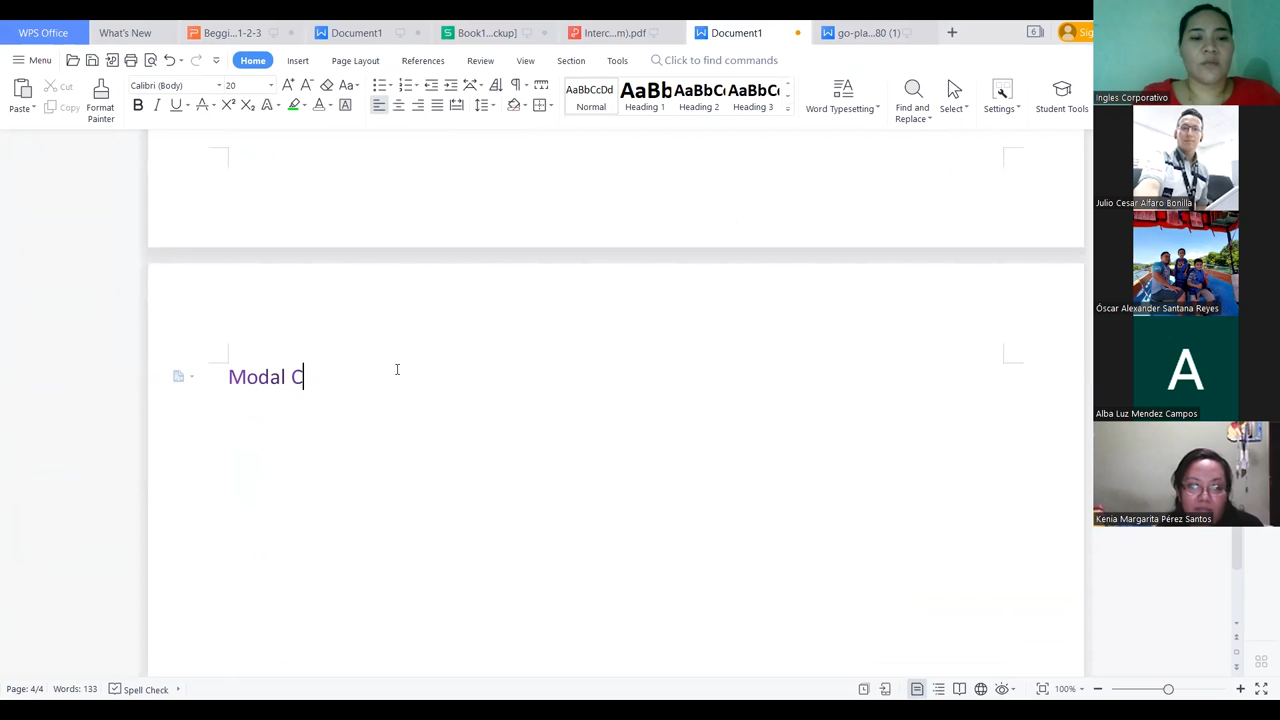 WPS Office
What's New
Beggi...1-2-3
Document1
Book1...ckup]
Interc...m).pdf
Document1
go-pla...80 (1)
6
Sig
Menu
Home
Insert
Page Layout
References
Review
View
Section
Tools
Click to find commands
Paste
Cut
Copy
Format
Painter
Calibri (Body)
20
AaBbCcDd
Normal
AaBb
Heading 1
AaBbC
Heading 2
AaBbC
Heading 3
Word Typesetting
Find and
Replace
Select
Settings
Student Tools
Modal C
Ingles Corporativo
Julio Cesar Alfaro Bonilla
Óscar Alexander Santana Reyes
A
Alba Luz Mendez Campos
Kenia Margarita Pérez Santos
Page: 4/4
Words: 133
Spell Check
100%